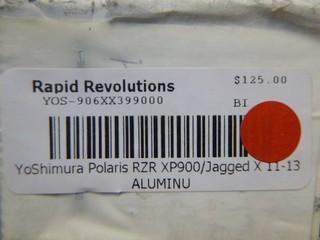 Rapid Revolutions $125.00
YOS-906XX399000 BI
YoShimura Polaris RZR XP900/Jagged X 11-13
ALUMINU